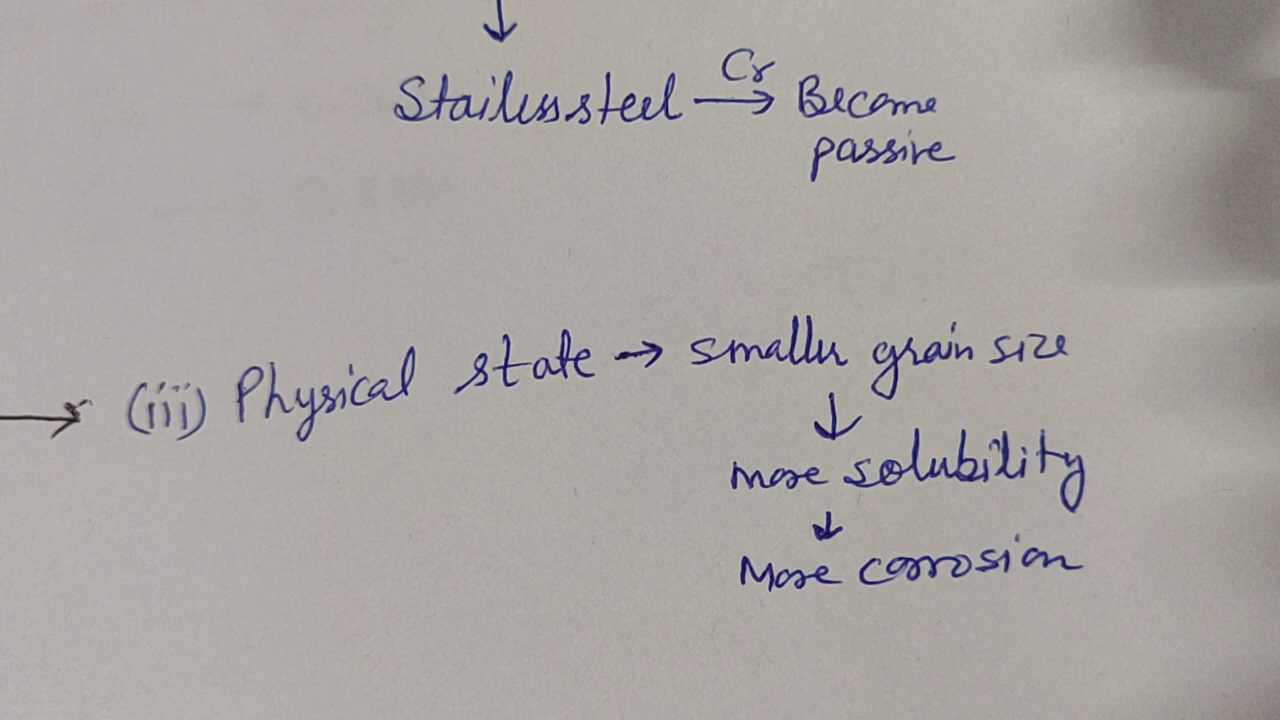 ↓
Stailess steel →Cr Become
passive
→ (iii) Physical state → smaller grain size
↓
more solubility
↓
More corrosion